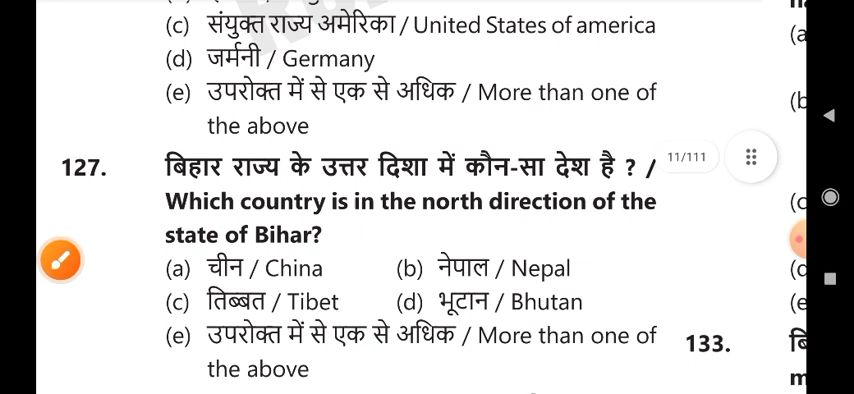 (c) संयुक्त राज्य अमेरिका / United States of america
(d) जर्मनी / Germany
(e) उपरोक्त में से एक से अधिक / More than one of
the above
127. बिहार राज्य के उत्तर दिशा में कौन-सा देश है ? /
Which country is in the north direction of the
state of Bihar?
(a) चीन / China (b) नेपाल / Nepal
(c) तिब्बत / Tibet (d) भूटान / Bhutan
(e) उपरोक्त में से एक से अधिक / More than one of
the above
11/111
(a
(b
(c
(d
(e
133.